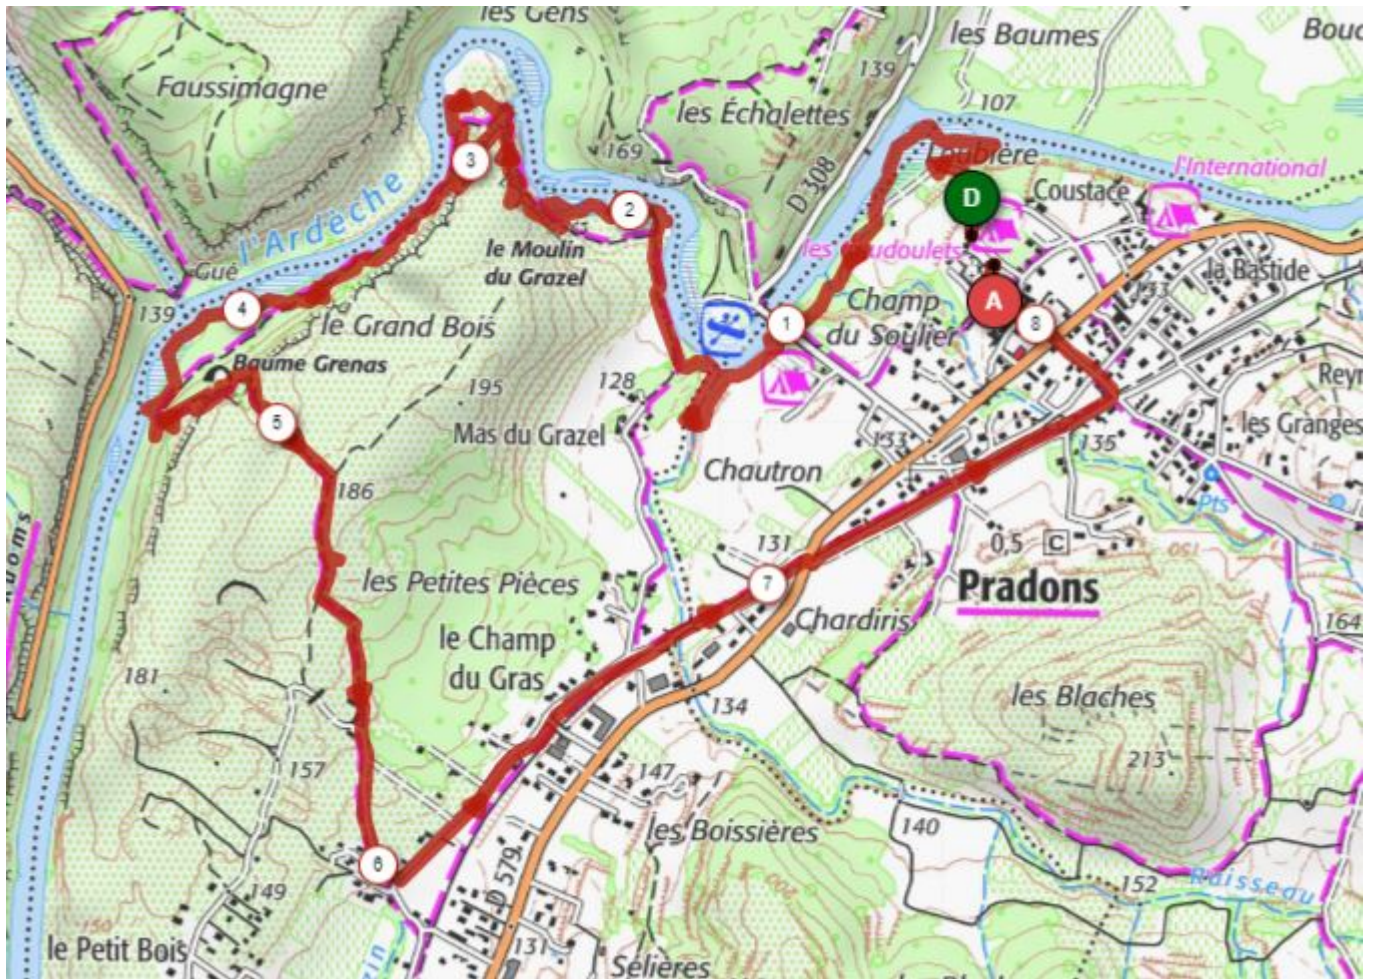 les Gens
les Baumes
Faussimagne
139
107
les Échalettes
169
D 308
Loubière
l'International
D
Coustace
l'Ardèche
3
2
les Coudoulets
la Bastide
le Moulin
du Grazel
Gué
139
4
A
1
8
Champ
du Soulier
le Grand Bois
Baume Grenas
195
128
5
Mas du Grazel
133
135
les Granges
Chautron
186
Pts
131
0,5
C
les Petites Pièces
7
Pradons
Chardiris
164
le Champ
du Gras
181
les Blaches
134
213
157
147
les Boissières
140
6
149
D 579
152
Ruisseau
le Petit Bois
131
Sélières